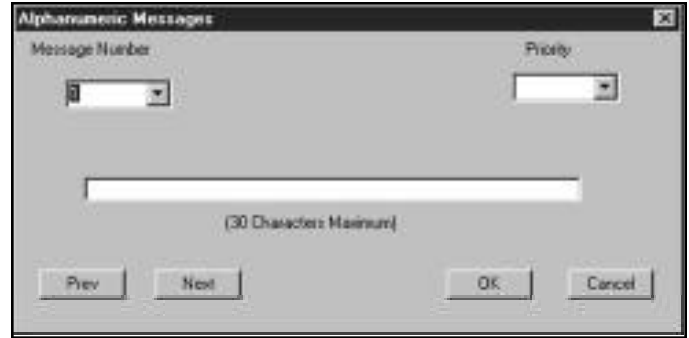 Alphanumeric Messages
Message Number
Priority
(30 Characters Maximum)
Prev
Next
OK
Cancel